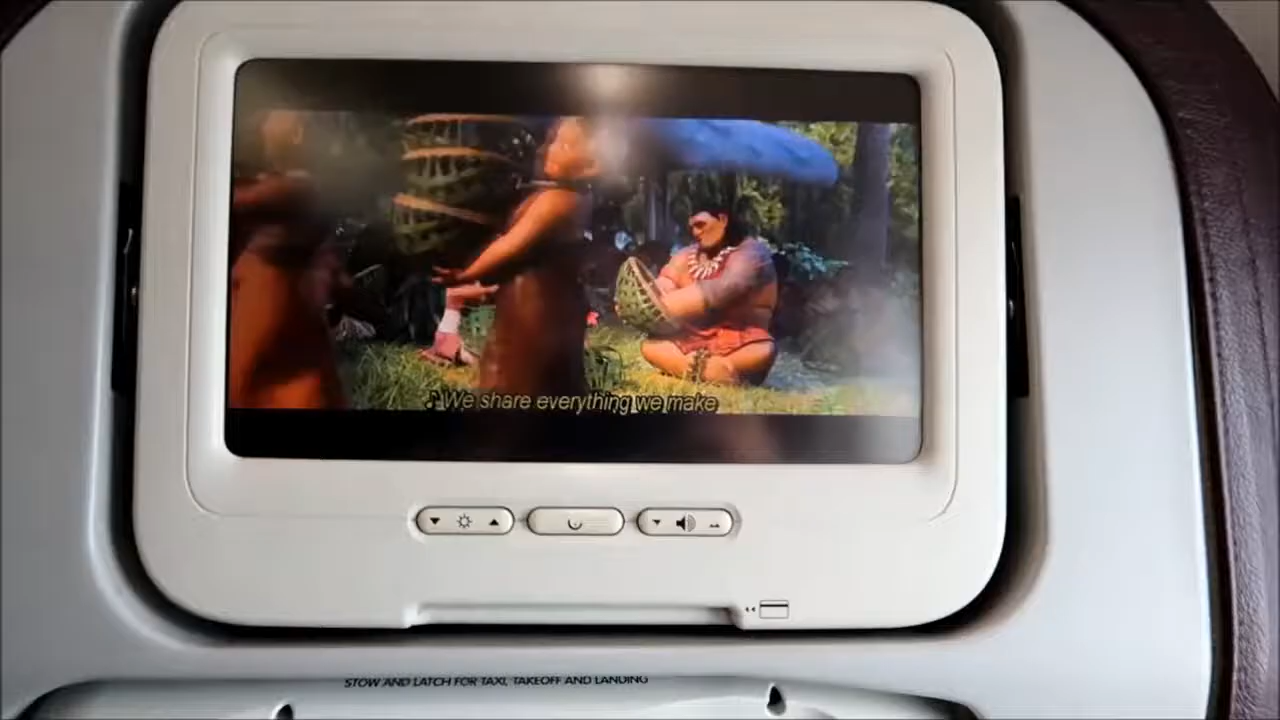 ♪ We share everything we make
STOW AND LATCH FOR TAXI, TAKEOFF AND LANDING